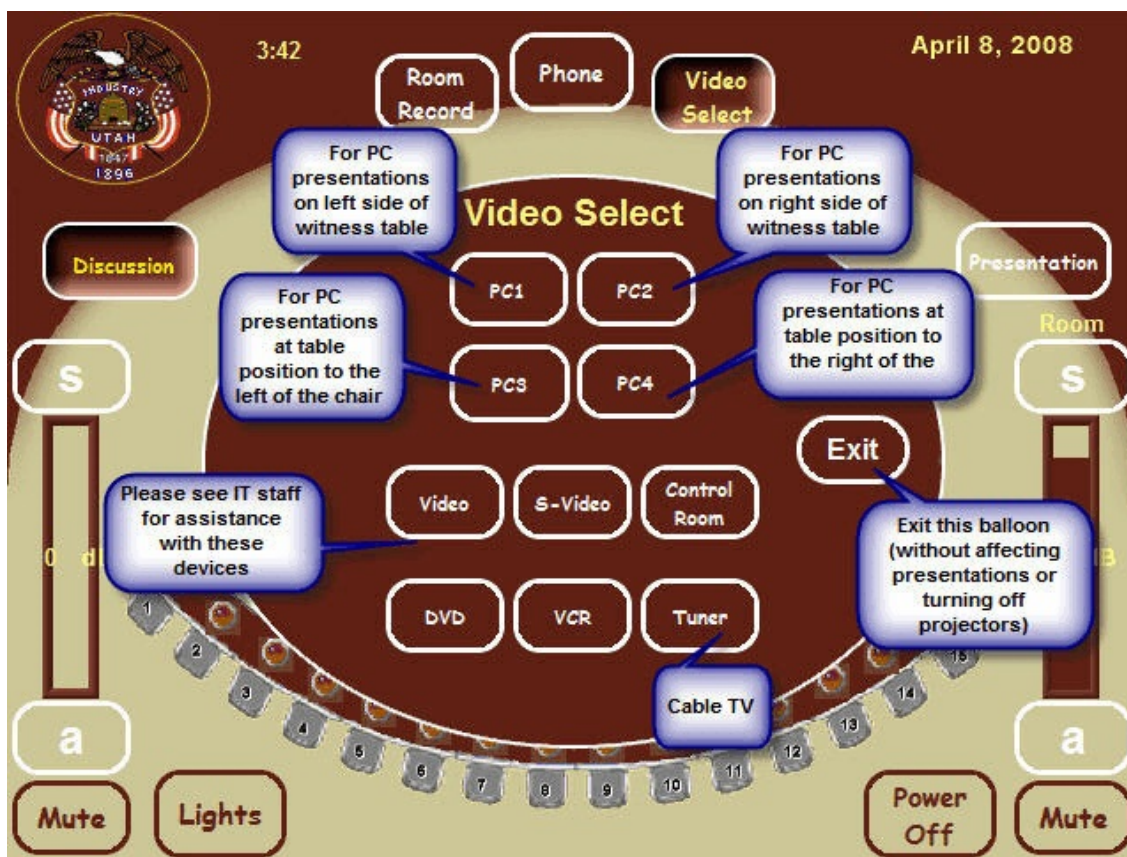 3:42
April 8, 2008
INDUSTRY
UTAH
1847
1896
Room
Record
Phone
Video
Select
For PC
presentations
on left side of
witness table
For PC
presentations
on right side of
witness table
Video Select
Discussion
Presentation
PC1
PC2
For PC
presentations
at table
position to the
left of the chair
For PC
presentations at
table position to
the right of the
Room
s
s
PC3
PC4
Exit
Please see IT staff
for assistance
with these
devices
Video
S-Video
Control
Room
Exit this balloon
(without affecting
presentations or
turning off
projectors)
0 d
B
DVD
VCR
Tuner
Cable TV
1
2
3
4
5
6
7
8
9
10
11
12
13
14
15
a
a
Mute
Lights
Power
Off
Mute